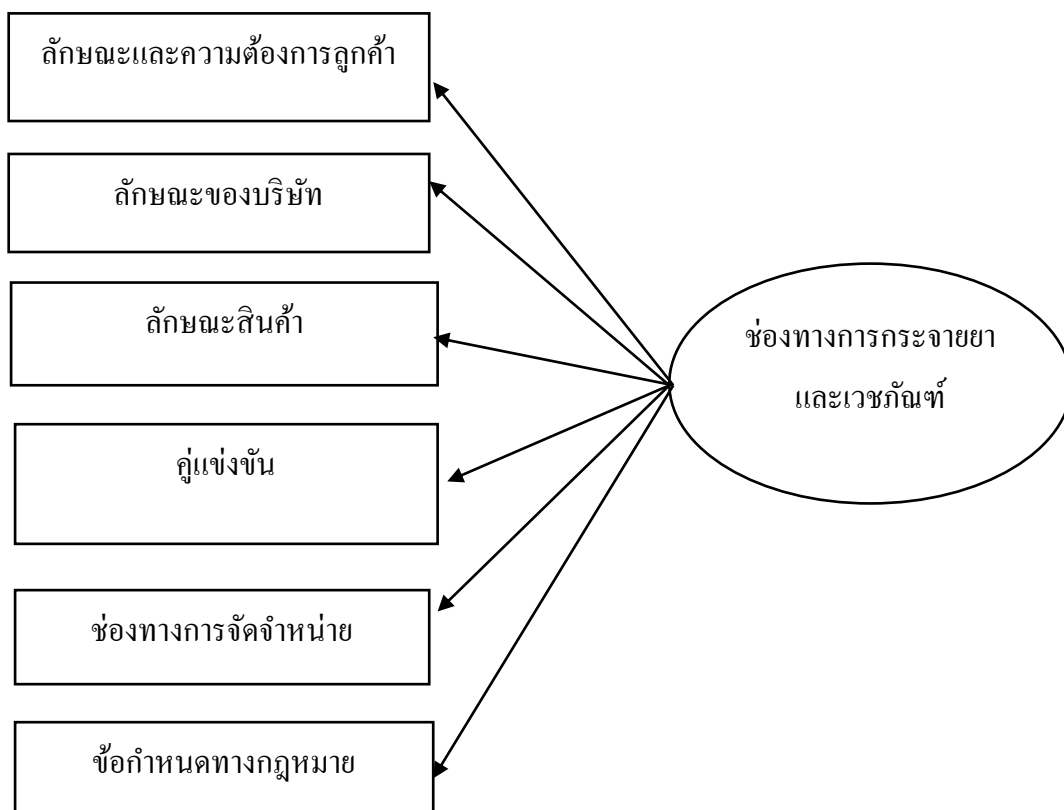 ลักษณะและความต้องการลูกค้า
ลักษณะของบริษัท
ลักษณะสินค้า
คู่แข่งขัน
ช่องทางการจัดจำหน่าย
ข้อกำหนดทางกฎหมาย
ช่องทางการกระจายยา
และเวชภัณฑ์